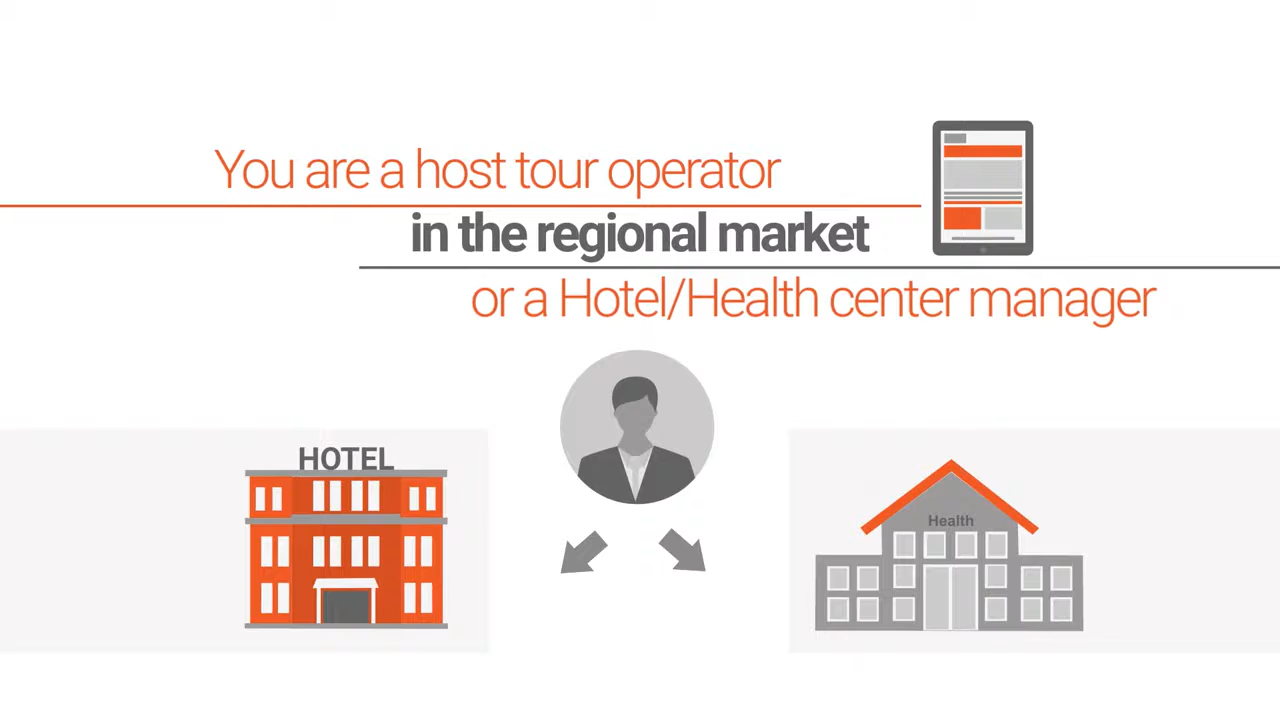 You are a host tour operator
in the regional market
or a Hotel/Health center manager
HOTEL
Health